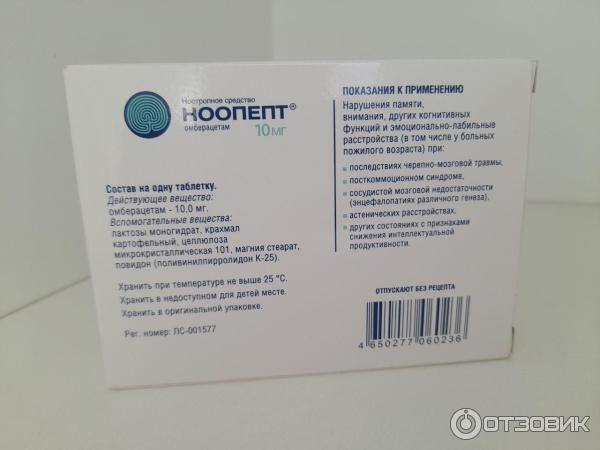 Ноотропное средство
НООПЕПТ®
омберацетам 10 мг
Состав на одну таблетку.
Действующее вещество:
омберацетам - 10,0 мг.
Вспомогательные вещества:
лактозы моногидрат, крахмал
картофельный, целлюлоза
микрокристаллическая 101, магния стеарат,
повидон (поливинилпирролидон К-25).
Хранить при температуре не выше 25 °С.
Хранить в недоступном для детей месте.
Хранить в оригинальной упаковке.
Рег. номер: ЛС-001577
ПОКАЗАНИЯ К ПРИМЕНЕНИЮ
Нарушения памяти,
внимания, других когнитивных
функций и эмоционально-лабильные
расстройства (в том числе у больных
пожилого возраста) при:
•последствиях черепно-мозговой травмы,
•посткоммоционном синдроме,
•сосудистой мозговой недостаточности
(энцефалопатиях различного генеза),
•астенических расстройствах,
•других состояниях с признаками
снижения интеллектуальной
продуктивности.
ОТПУСКАЮТ БЕЗ РЕЦЕПТА
4 650277 060236
ОТЗОВИК